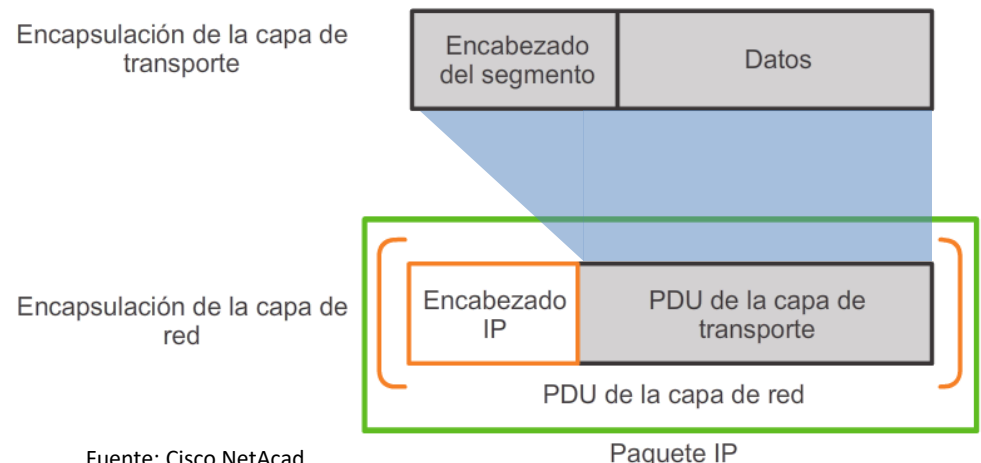 Encapsulación de la capa de
transporte
Encabezado
del segmento
Datos
Encapsulación de la capa de
red
Encabezado
IP
PDU de la capa de
transporte
PDU de la capa de red
Paquete IP
Fuente: Cisco NetAcad